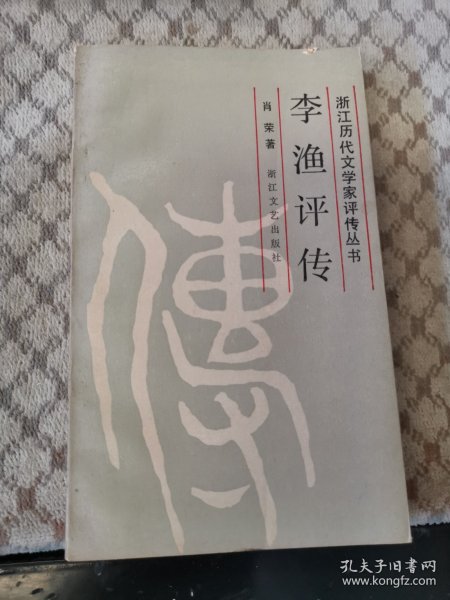 浙江历代文学家评传丛书
李渔评传
肖荣著
浙江文艺出版社
傳
孔夫子旧书网
www.kongfz.com